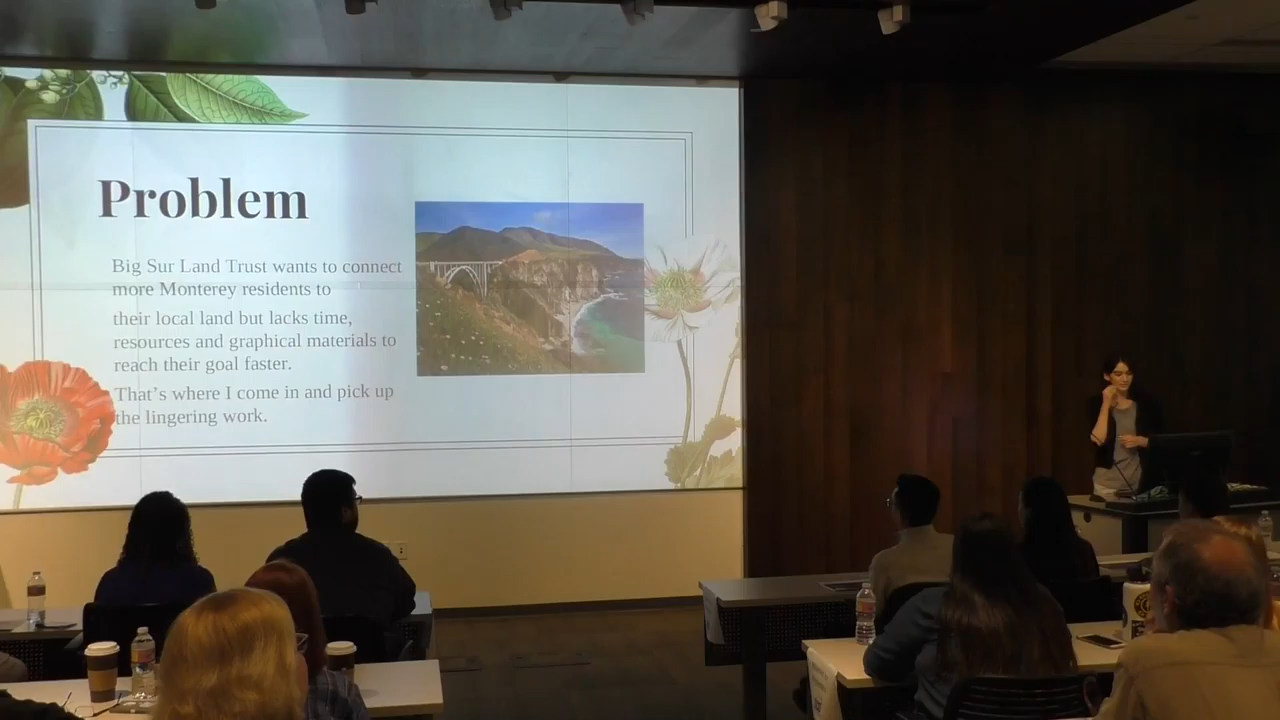 Problem
Big Sur Land Trust wants to connect
more Monterey residents to
their local land but lacks time,
resources and graphical materials to
reach their goal faster.
That's where I come in and pick up
the lingering work.